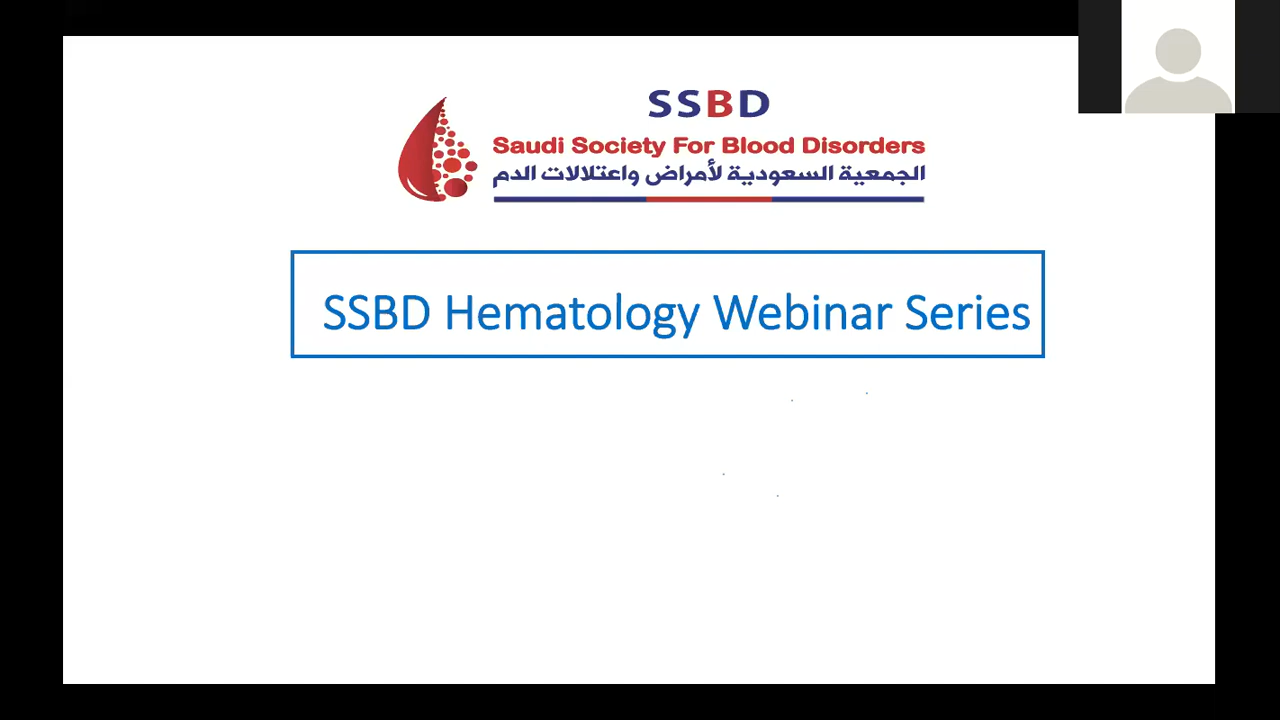 SSBD
Saudi Society For Blood Disorders
الجمعية السعودية لأمراض واعتلالات الدم
SSBD Hematology Webinar Series